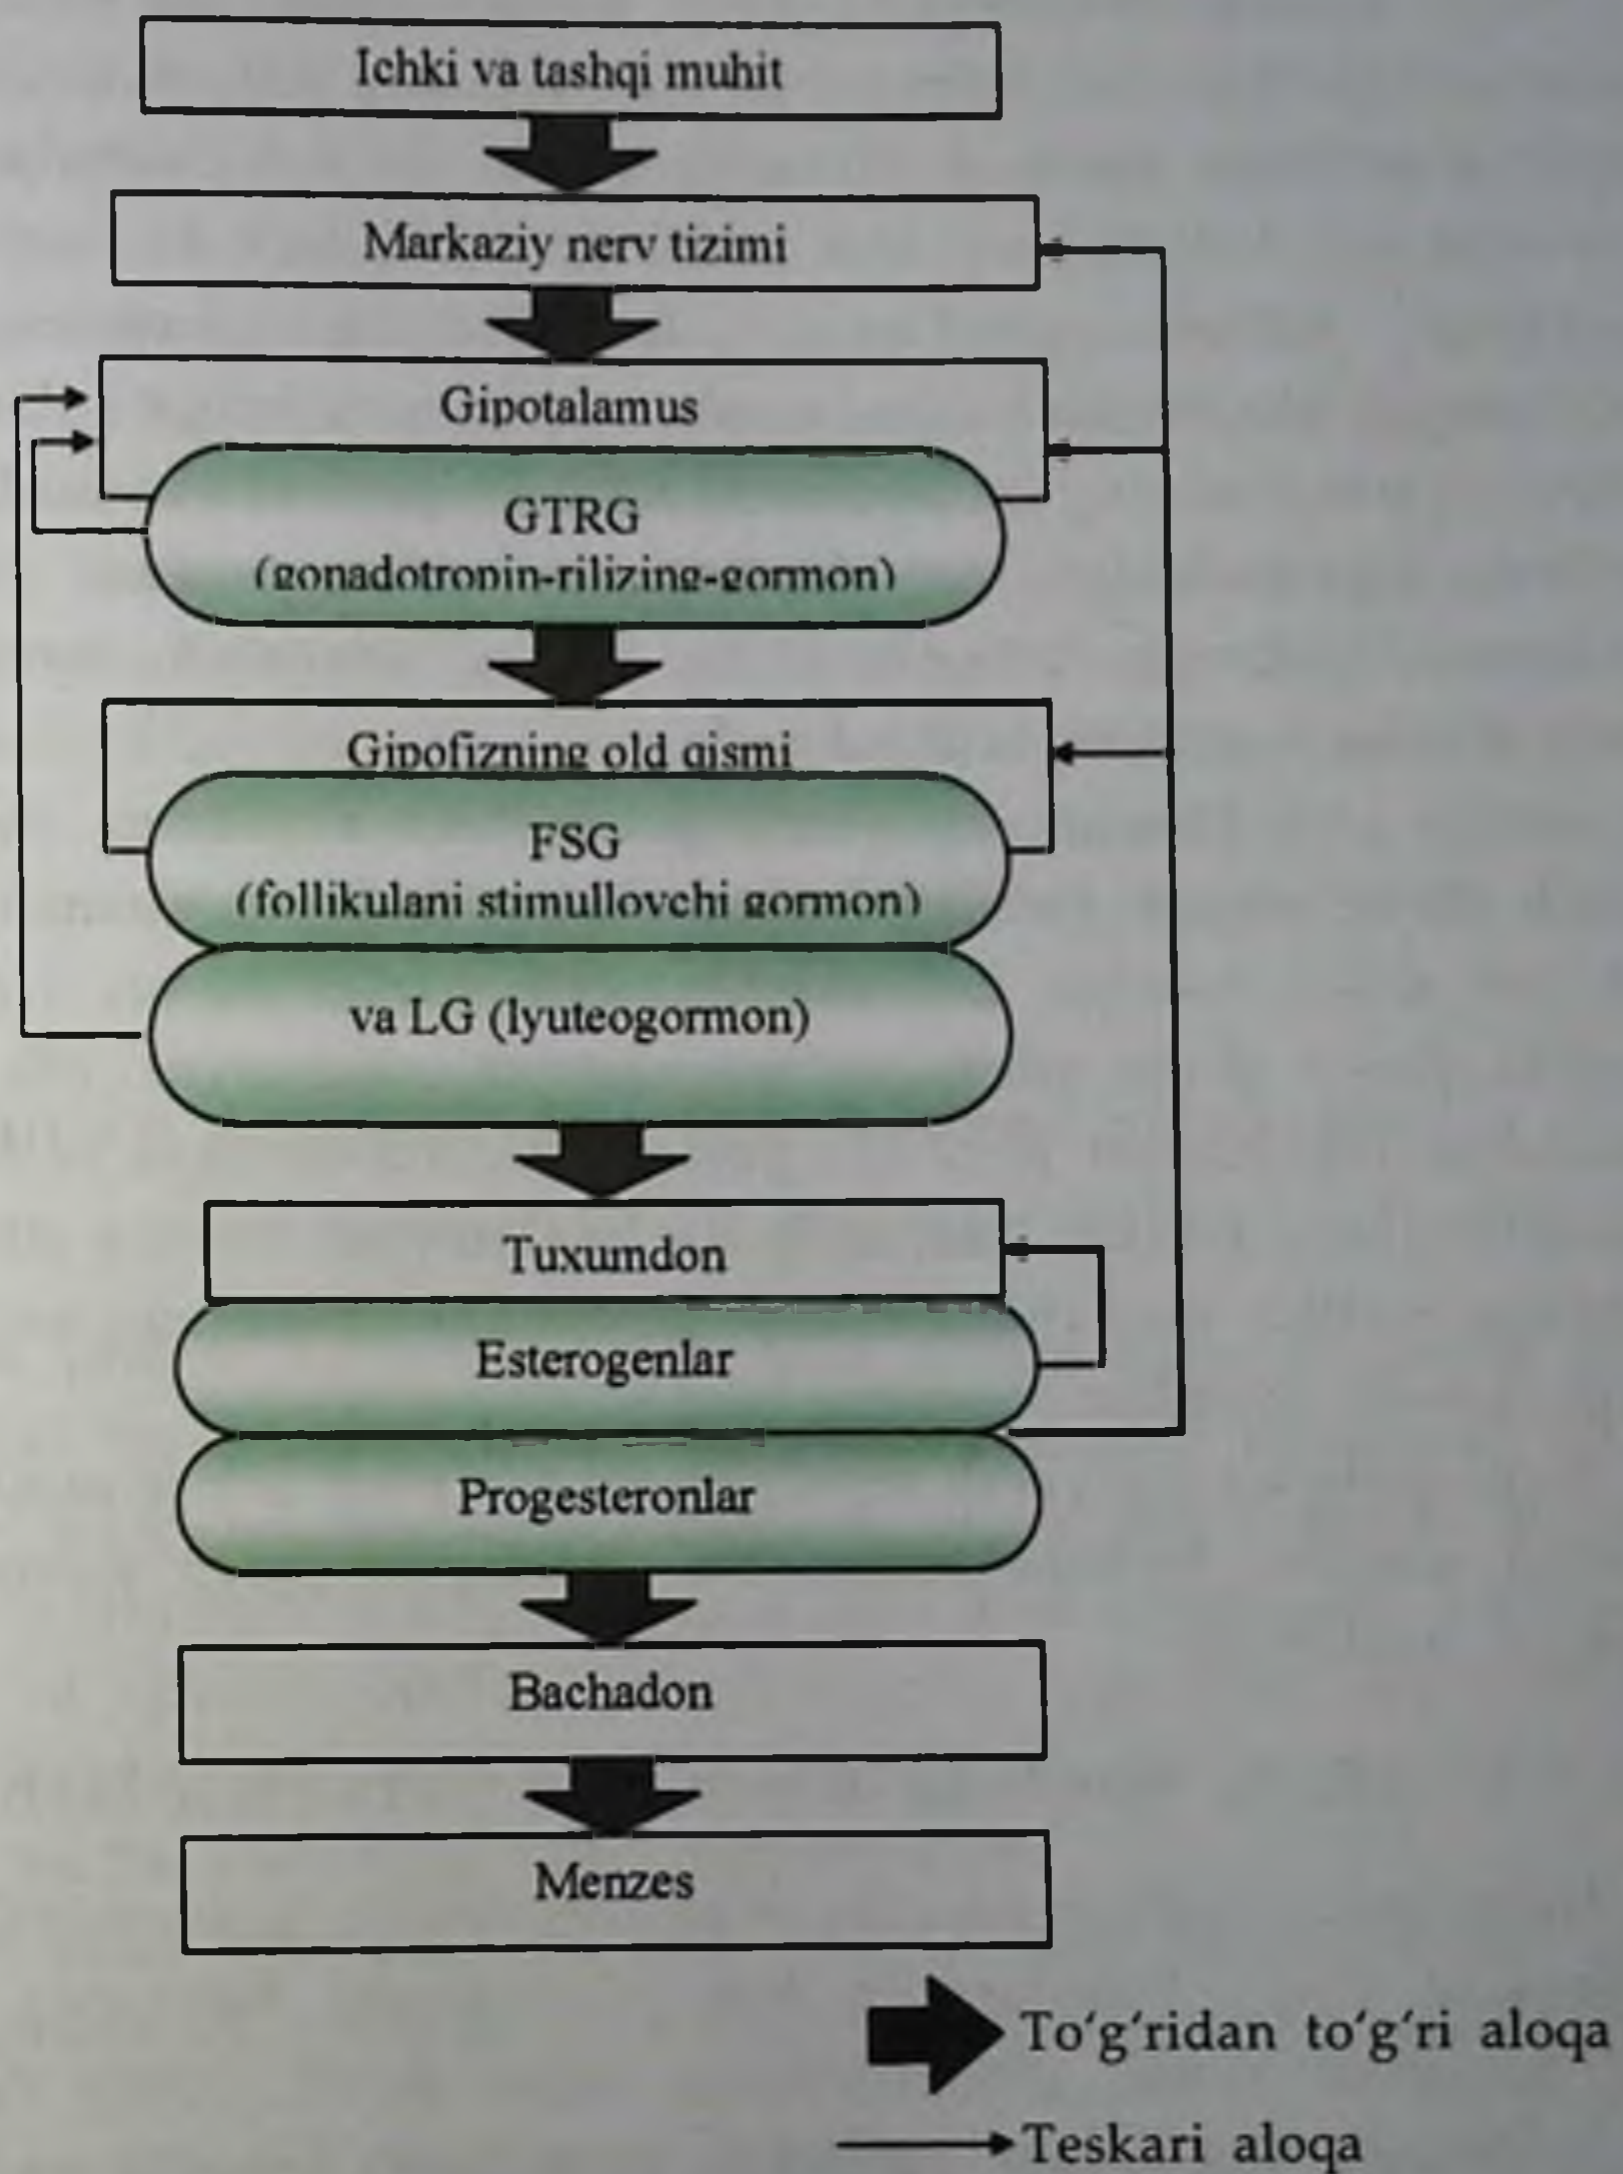 Ichki va tashqi muhit
Markaziy nerv tizimi
Gipotalamus
GTRG
(gonadotropin-rilizing-gormon)
Gipofizning old qismi
FSG
(follikulani stimullovchi gormon)
va LG (lyuteogormon)
Tuxumdon
Esterogenlar
Progesteronlar
Bachadon
Menzes
To‘g‘ridan to‘g‘ri aloqa
Teskari aloqa